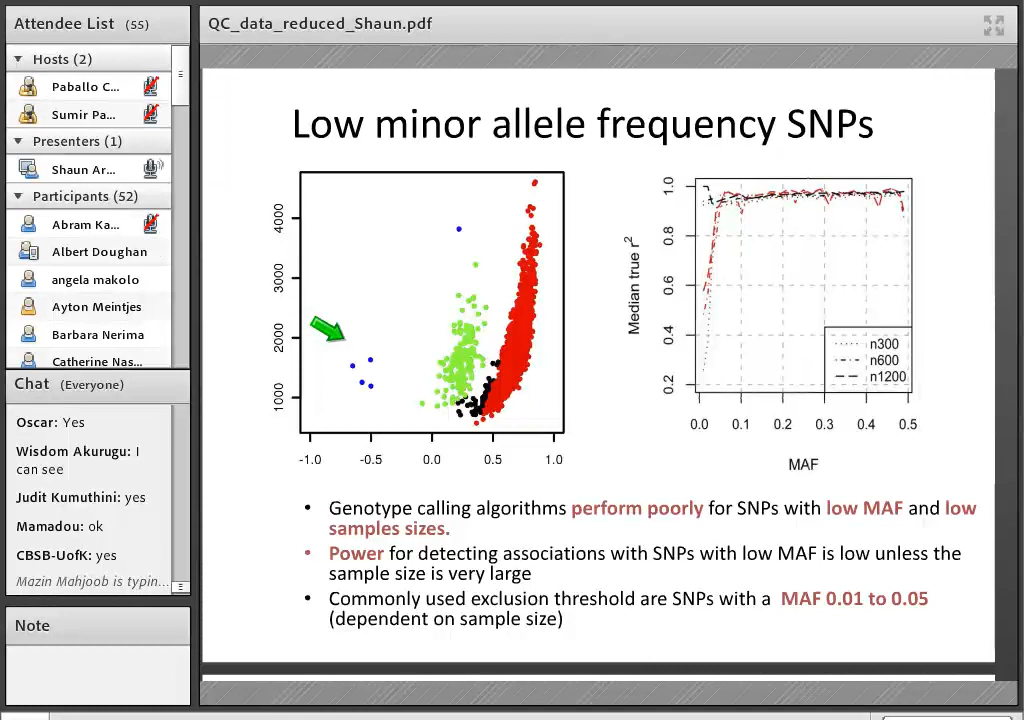 Attendee List (55)
Hosts (2)
Paballo C...
Sumir Pa...
Presenters (1)
Shaun Ar...
Participants (52)
Abram Ka...
Albert Doughan
angela makolo
Ayton Meintjes
Barbara Nerima
Catherine Nas...
Chat (Everyone)
Oscar: Yes
Wisdom Akurugu: I
can see
Judit Kumuthini: yes
Mamadou: ok
CBSB-UofK: yes
Mazin Mahjoob is typin...
Note
QC_data_reduced_Shaun.pdf
Low minor allele frequency SNPs
4000
3000
2000
1000
-1.0 -0.5 0.0 0.5 1.0
Median true r²
1.0
0.8
0.6
0.4
0.2
n300
n600
n1200
0.0 0.1 0.2 0.3 0.4 0.5
MAF
• Genotype calling algorithms perform poorly for SNPs with low MAF and low
samples sizes.
• Power for detecting associations with SNPs with low MAF is low unless the
sample size is very large
• Commonly used exclusion threshold are SNPs with a MAF 0.01 to 0.05
(dependent on sample size)